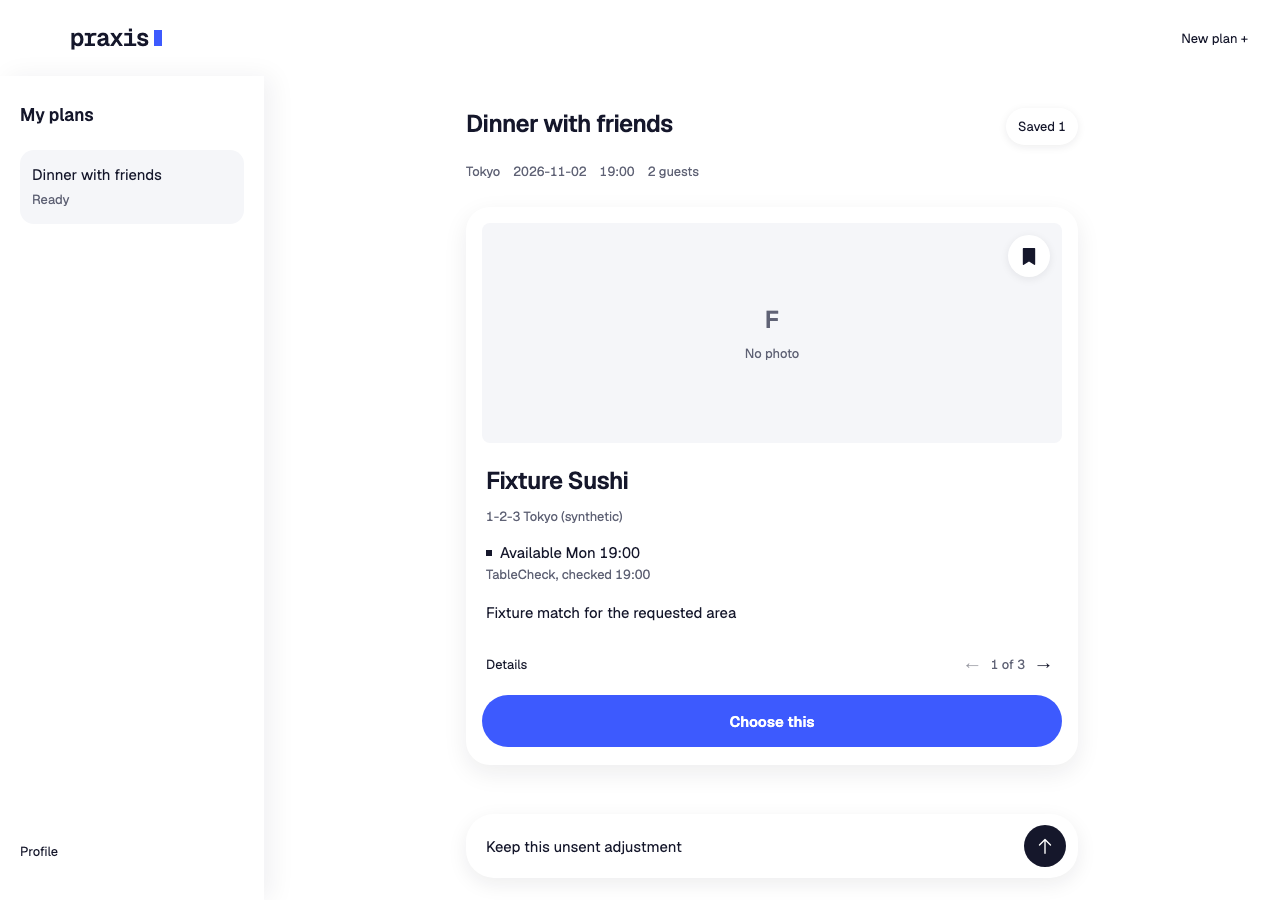 praxis
New plan +
My plans
Dinner with friends
Ready
Profile
Dinner with friends
Saved 1
Tokyo 2026-11-02 19:00 2 guests
F
No photo
Fixture Sushi
1-2-3 Tokyo (synthetic)
Available Mon 19:00
TableCheck, checked 19:00
Fixture match for the requested area
Details ← 1 of 3 →
Choose this
Keep this unsent adjustment